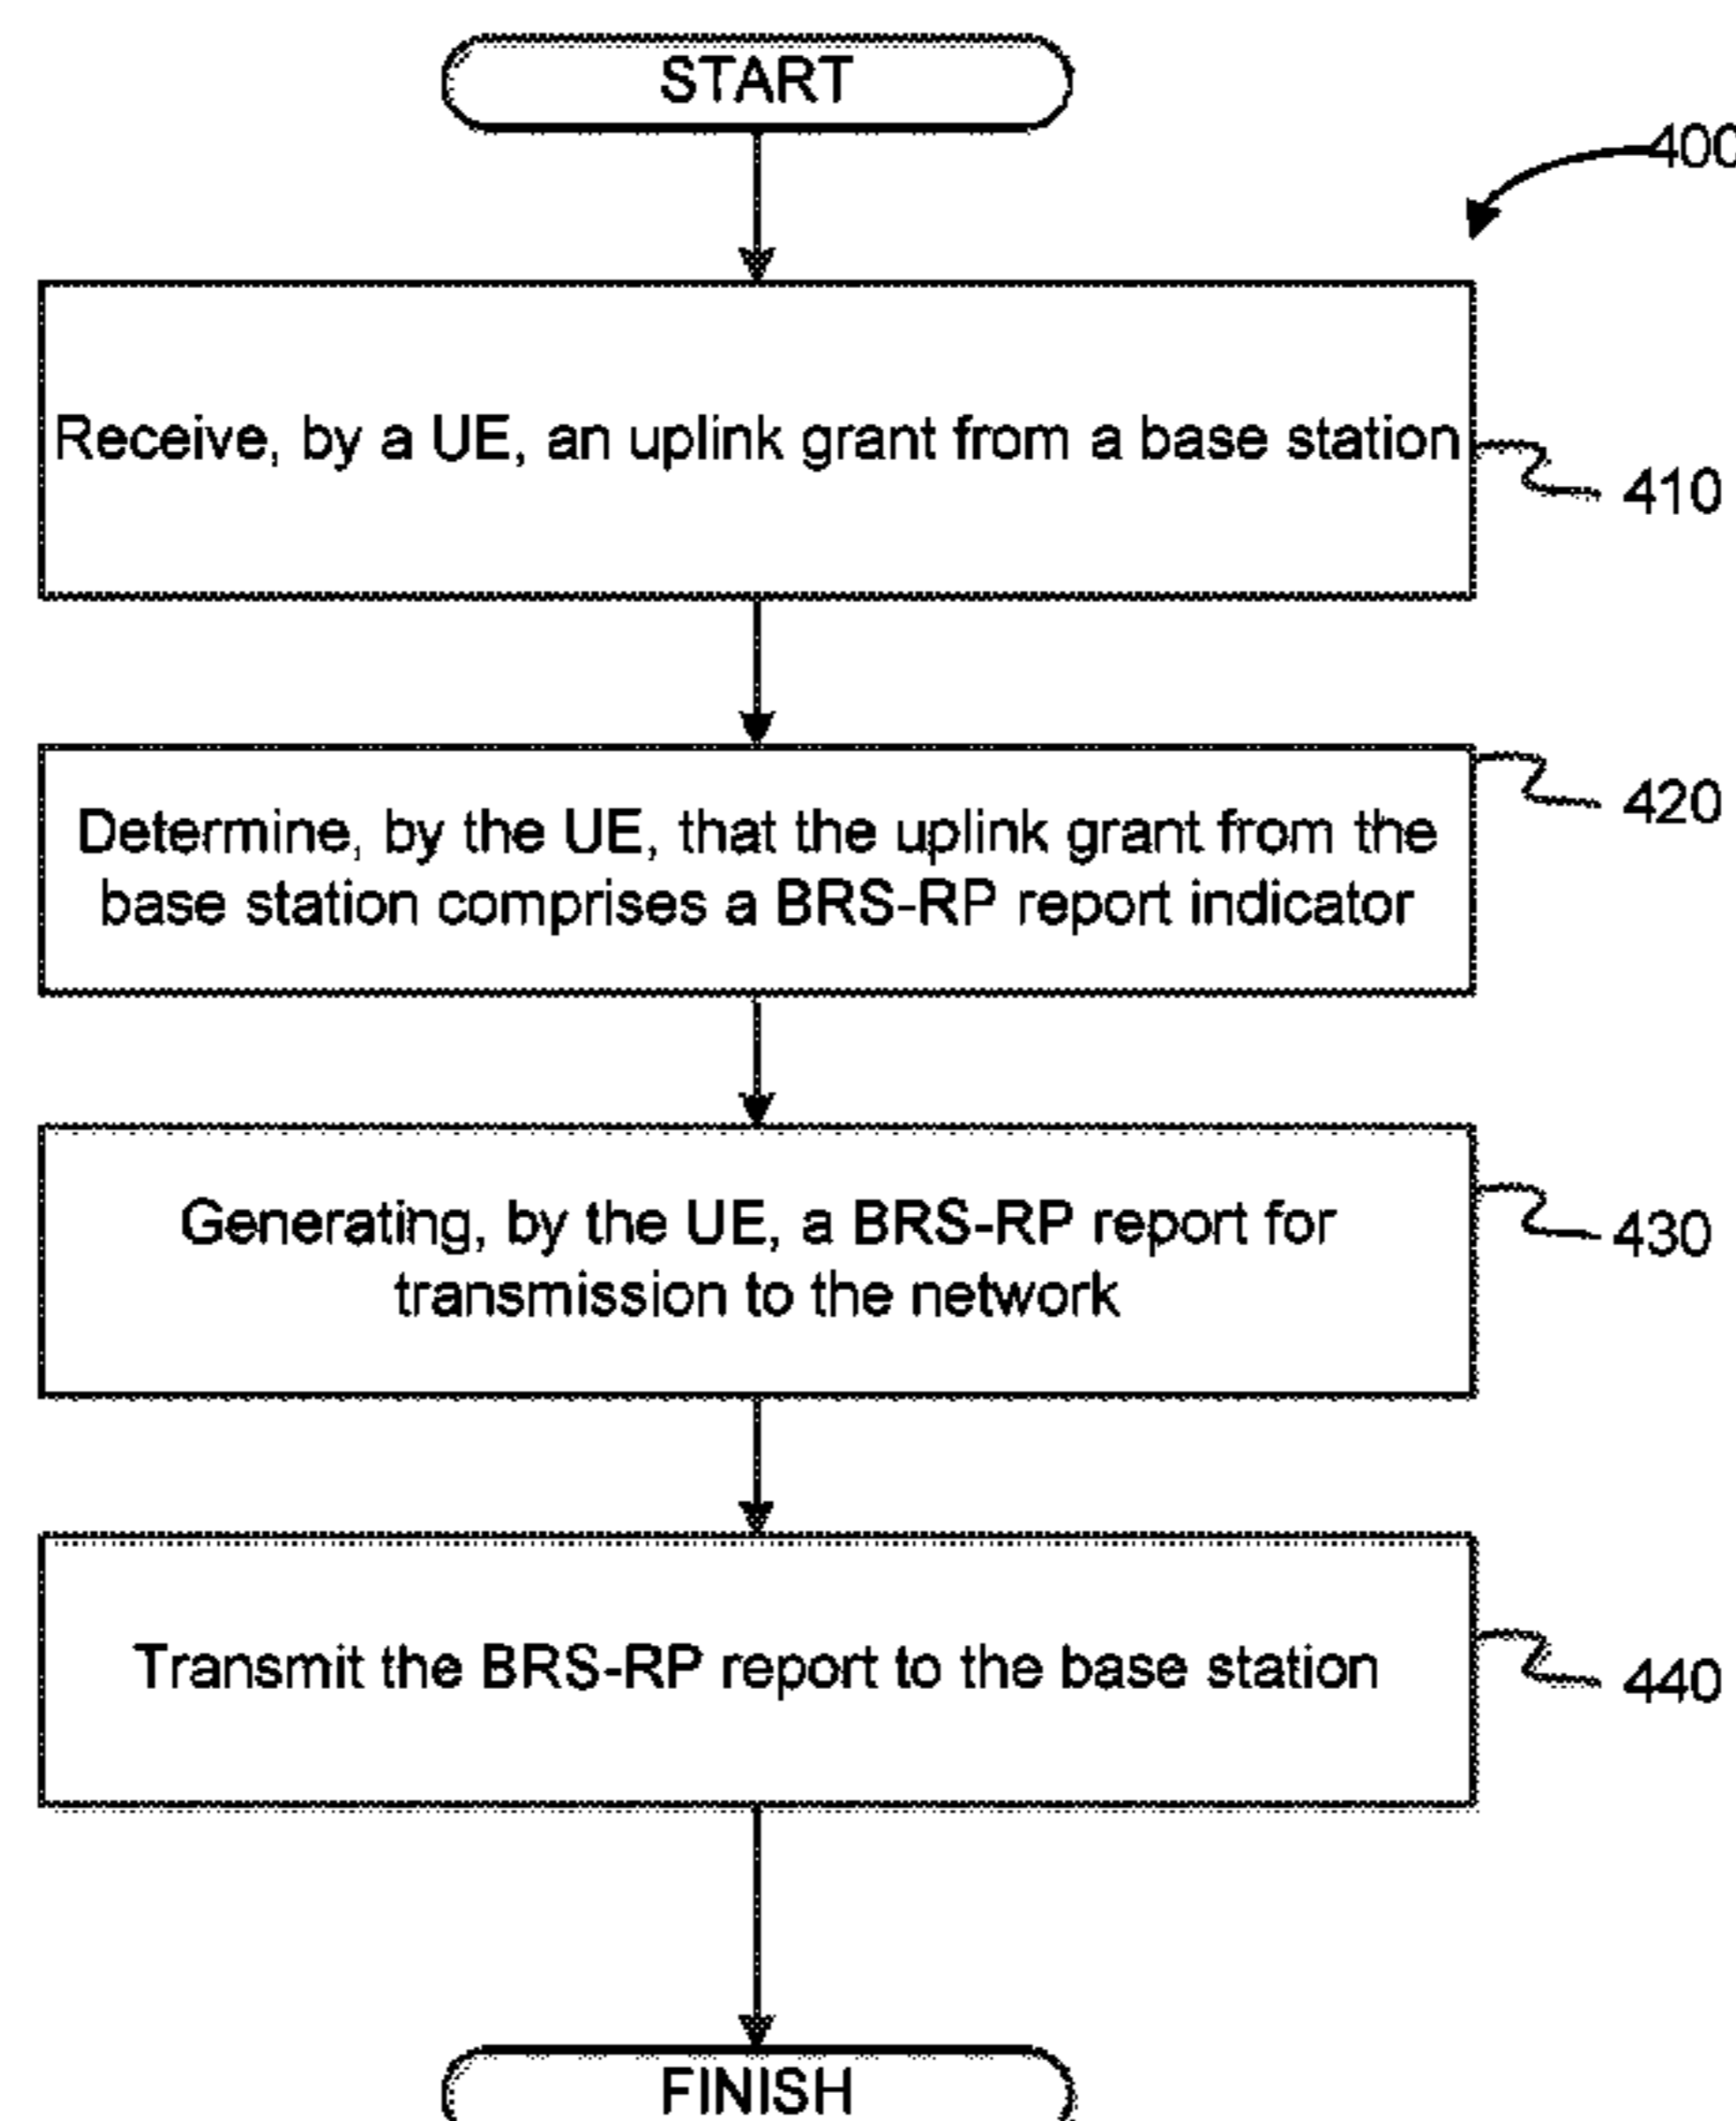 START
400
Receive, by a UE, an uplink grant from a base station
410
Determine, by the UE, that the uplink grant from the
base station comprises a BRS-RP report indicator
420
Generating, by the UE, a BRS-RP report for
transmission to the network
430
Transmit the BRS-RP report to the base station
440
FINISH